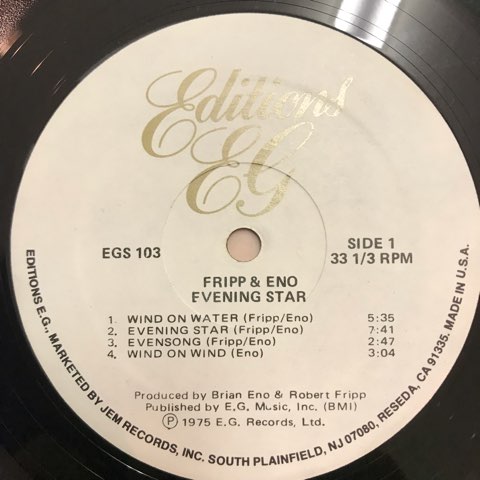 Editions
EG
EGS 103
SIDE 1
33 1/3 RPM
FRIPP & ENO
EVENING STAR
1. WIND ON WATER (Fripp/Eno) 5:35
2. EVENING STAR (Fripp/Eno) 7:41
3. EVENSONG (Fripp/Eno) 2:47
4. WIND ON WIND (Eno) 3:04
Produced by Brian Eno & Robert Fripp
Published by E.G. Music, Inc. (BMI)
Ⓟ 1975 E.G. Records, Ltd.
EDITIONS E.G., MARKETED BY JEM RECORDS, INC. SOUTH PLAINFIELD, NJ 07080, RESEDA, CA 91335. MADE IN U.S.A.